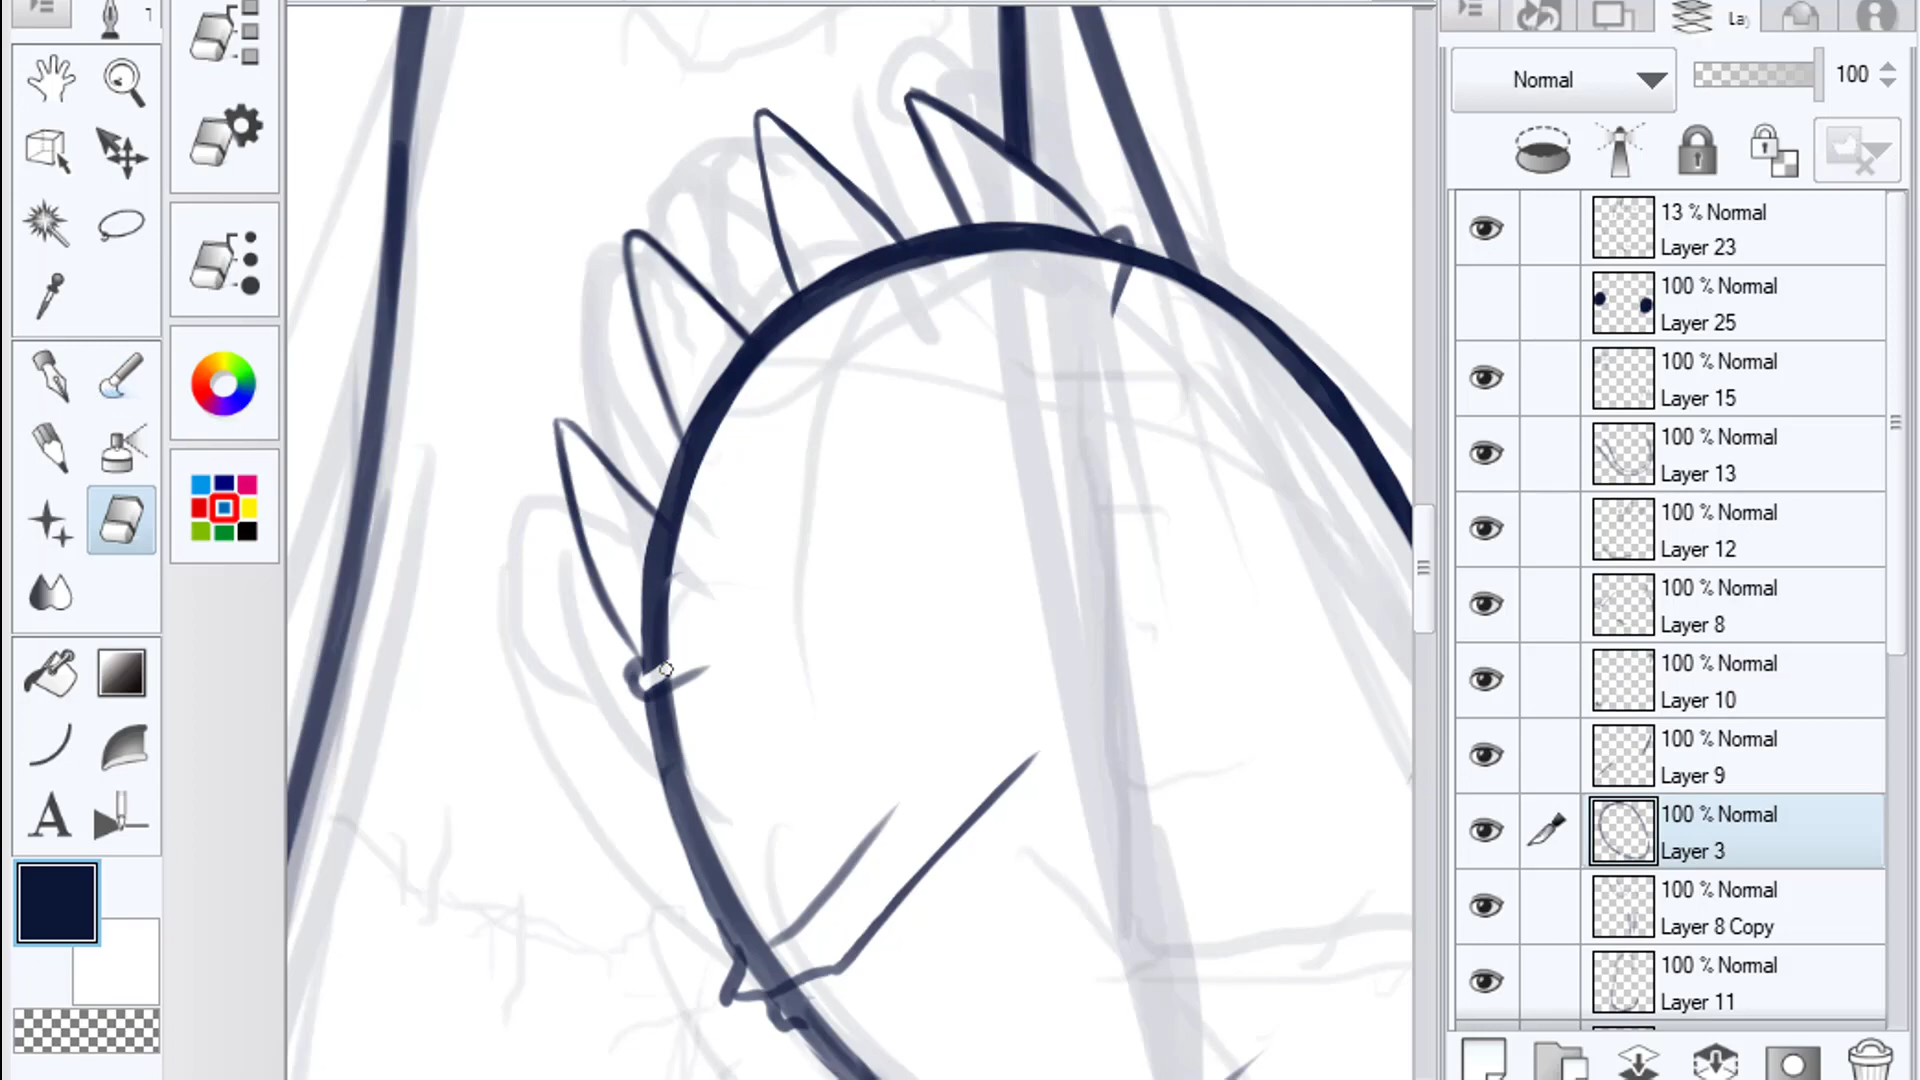 La
Normal
100
13 % Normal
Layer 23
100 % Normal
Layer 25
100 % Normal
Layer 15
100 % Normal
Layer 13
100 % Normal
Layer 12
100 % Normal
Layer 8
100 % Normal
Layer 10
100 % Normal
Layer 9
100 % Normal
Layer 3
100 % Normal
Layer 8 Copy
100 % Normal
Layer 11
A